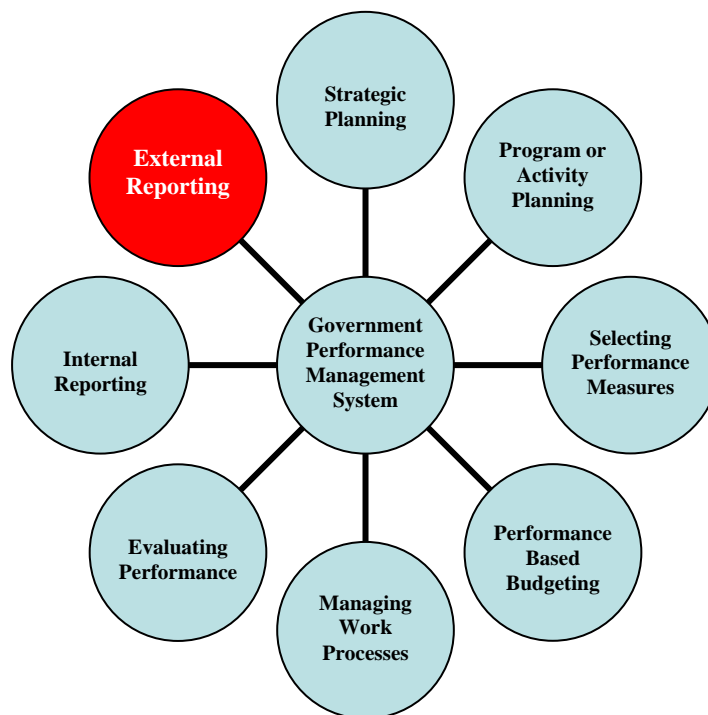 Strategic
Planning
External
Reporting
Program or
Activity
Planning
Government
Performance
Management
System
Internal
Reporting
Selecting
Performance
Measures
Evaluating
Performance
Performance
Based
Budgeting
Managing
Work
Processes